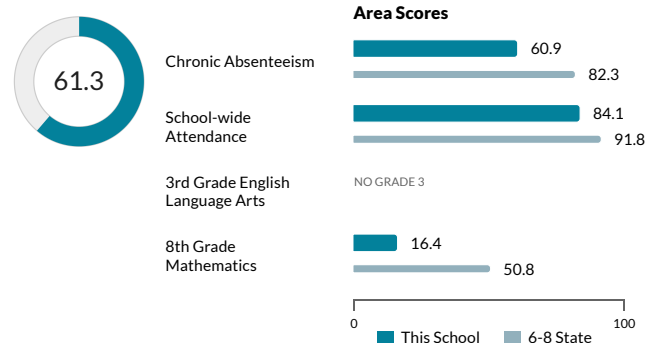 Area Scores
61.3
Chronic Absenteeism
60.9
82.3
School-wide
Attendance
84.1
91.8
3rd Grade English
Language Arts
NO GRADE 3
8th Grade
Mathematics
16.4
50.8
0
100
This School
6-8 State